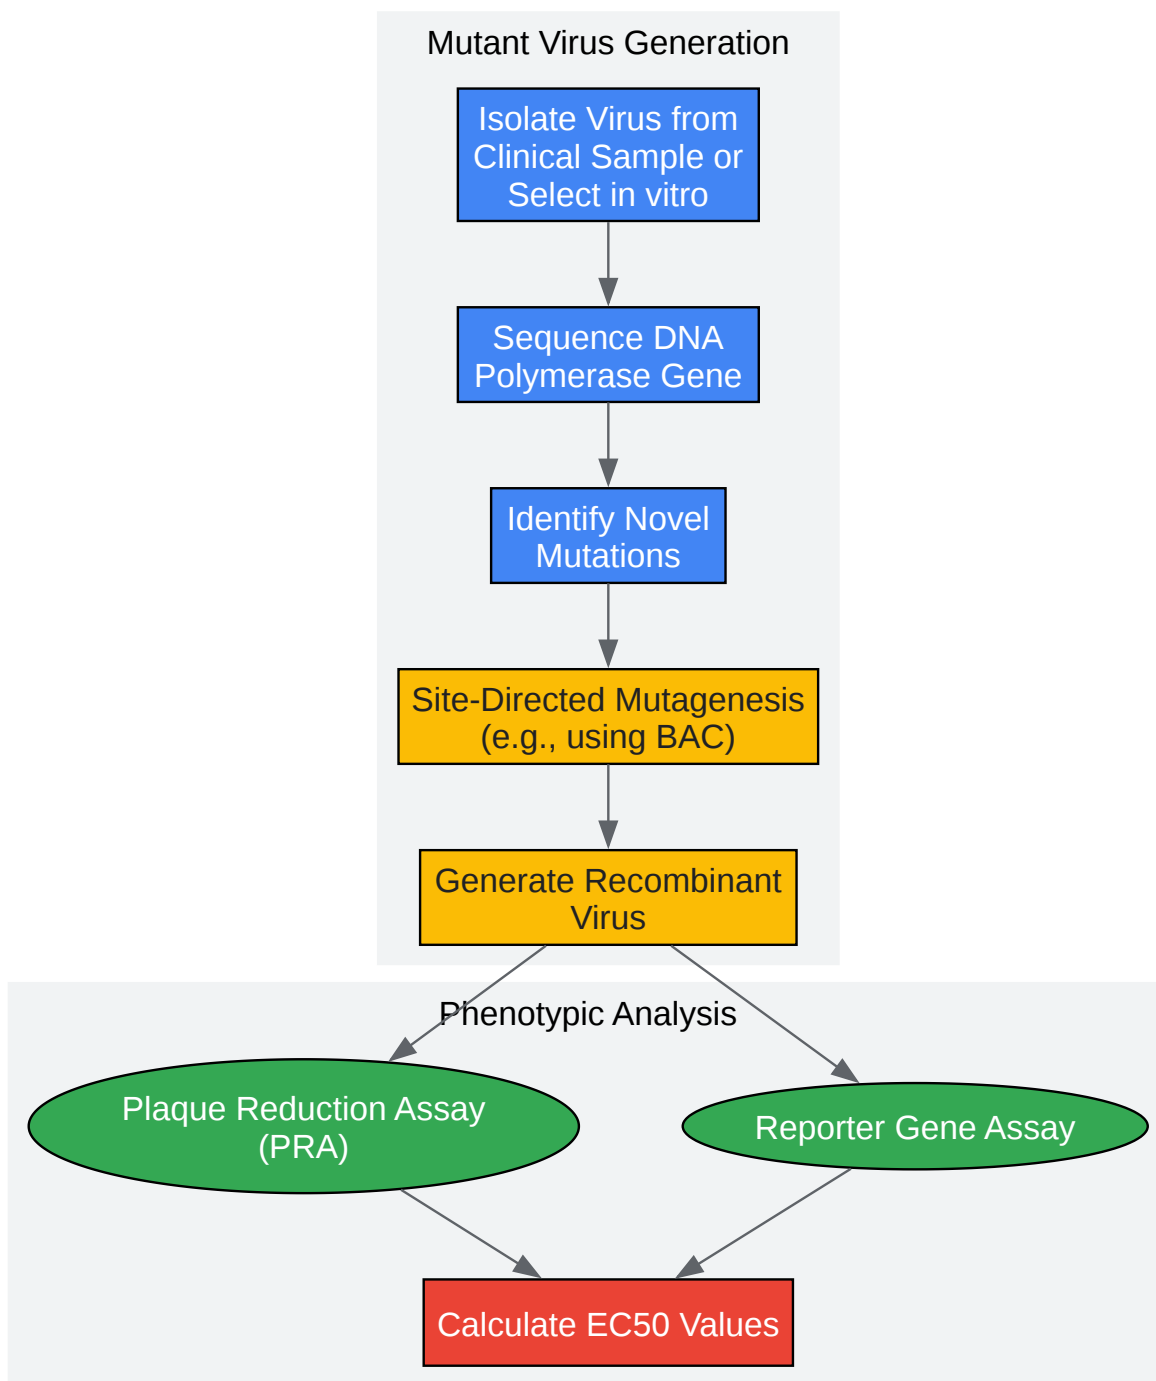 Mutant Virus Generation
Isolate Virus from
Clinical Sample or
Select in vitro
Sequence DNA
Polymerase Gene
Identify Novel
Mutations
Site-Directed Mutagenesis
(e.g., using BAC)
Generate Recombinant
Virus
Phenotypic Analysis
Plaque Reduction Assay
(PRA)
Reporter Gene Assay
Calculate EC50 Values